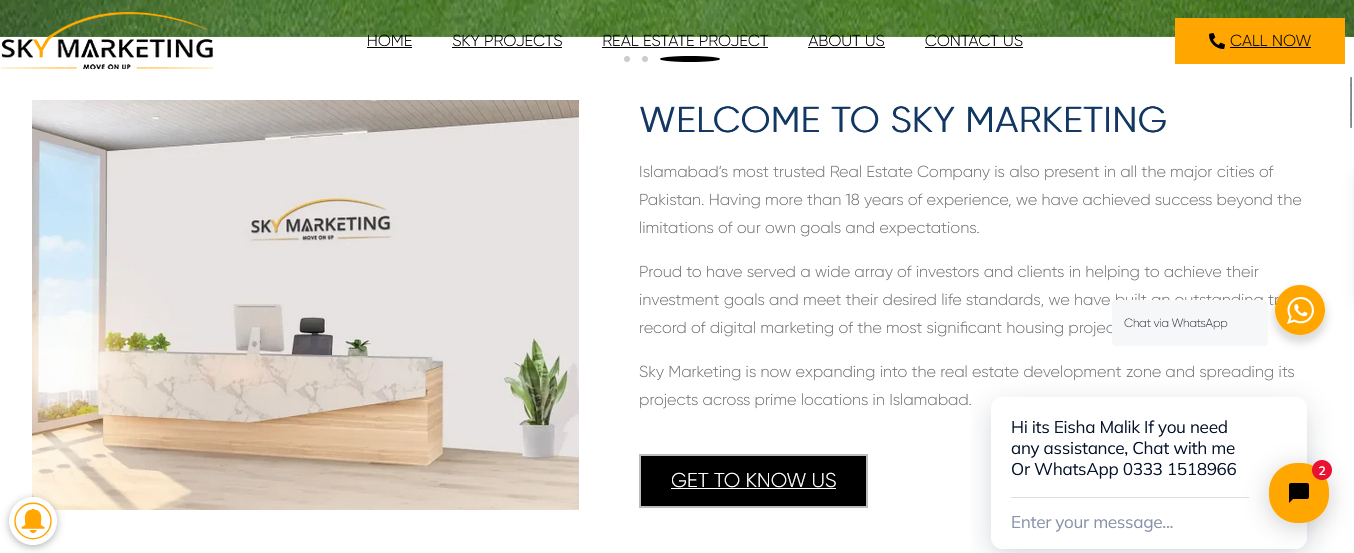 SKY MARKETING
MOVE ON UP
HOME
SKY PROJECTS
REAL ESTATE PROJECT
ABOUT US
CONTACT US
CALL NOW
SKY MARKETING
MOVE ON UP
WELCOME TO SKY MARKETING
Islamabad's most trusted Real Estate Company is also present in all the major cities of
Pakistan. Having more than 18 years of experience, we have achieved success beyond the
limitations of our own goals and expectations.
Proud to have served a wide array of investors and clients in helping to achieve their
investment goals and meet their desired life standards, we have built an outstanding
record of digital marketing of the most significant housing
Chat via WhatsApp
Sky Marketing is now expanding into the real estate development zone and spreading its
projects across prime locations in Islamabad.
GET TO KNOW US
Hi its Eisha Malik If you need
any assistance, Chat with me
Or WhatsApp 0333 1518966
2
Enter your message...